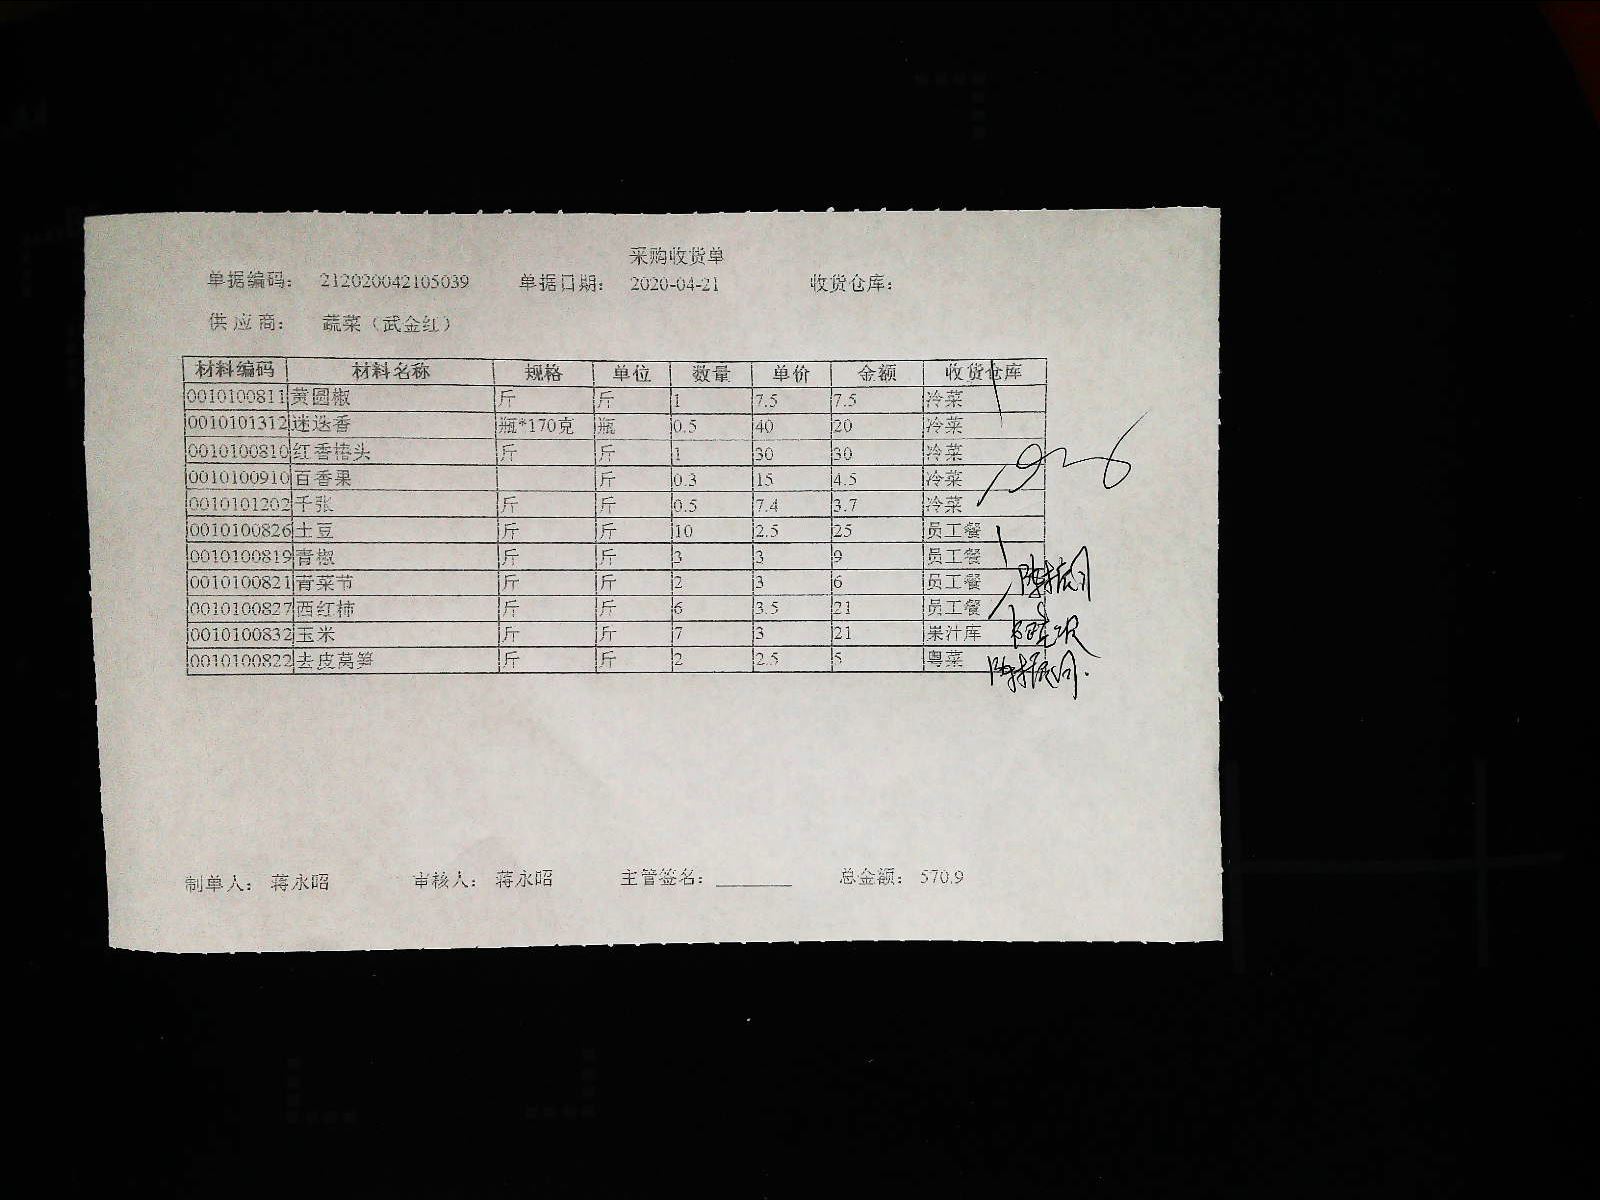 采购收货单
单据编码： 212020042105039 单据日期： 2020-04-21 收货仓库：
供应商： 蔬菜（武金红）
材料编码 材料名称 规格 单位 数量 单价 金额 收货仓库
0010100811 黄圆椒 斤 斤 1 7.5 7.5 冷菜
0010101312 迷迭香 瓶*170克 瓶 0.5 40 20 冷菜
0010100810 红香椿头 斤 斤 1 30 30 冷菜
0010100910 百香果 斤 0.3 15 4.5 冷菜
0010101202 千张 斤 斤 0.5 7.4 3.7 冷菜
0010100826 土豆 斤 斤 10 2.5 25 员工餐
0010100819 青椒 斤 斤 3 3 9 员工餐
0010100821 青菜节 斤 斤 2 3 6 员工餐
0010100827 西红柿 斤 斤 6 3.5 21 员工餐
0010100832 玉米 斤 斤 7 3 21 果汁库
0010100822 去皮莴笋 斤 斤 2 2.5 5 粤菜
制单人： 蒋永昭 审核人： 蒋永昭 主管签名： 总金额： 570.9